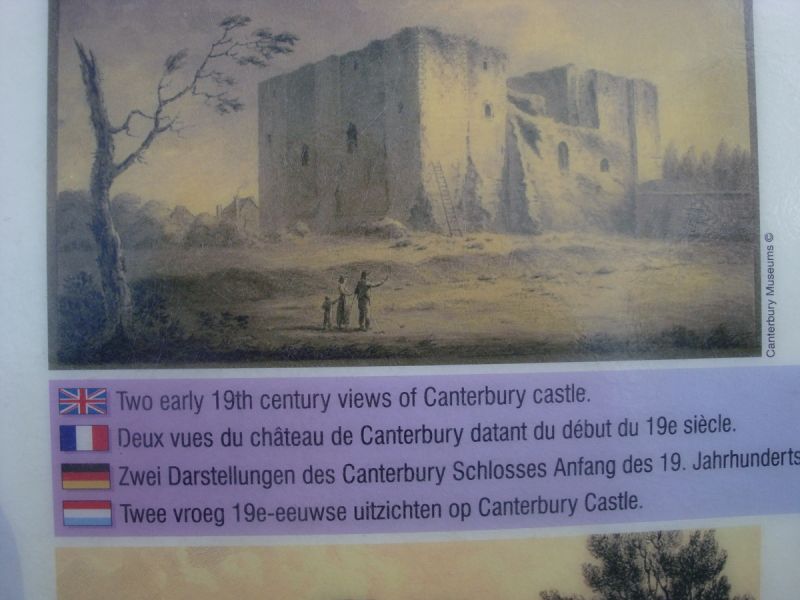 Canterbury Museums ©
Two early 19th century views of Canterbury castle.
Deux vues du château de Canterbury datant du début du 19e siècle.
Zwei Darstellungen des Canterbury Schlosses Anfang des 19. Jahrhunderts
Twee vroeg 19e-eeuwse uitzichten op Canterbury Castle.